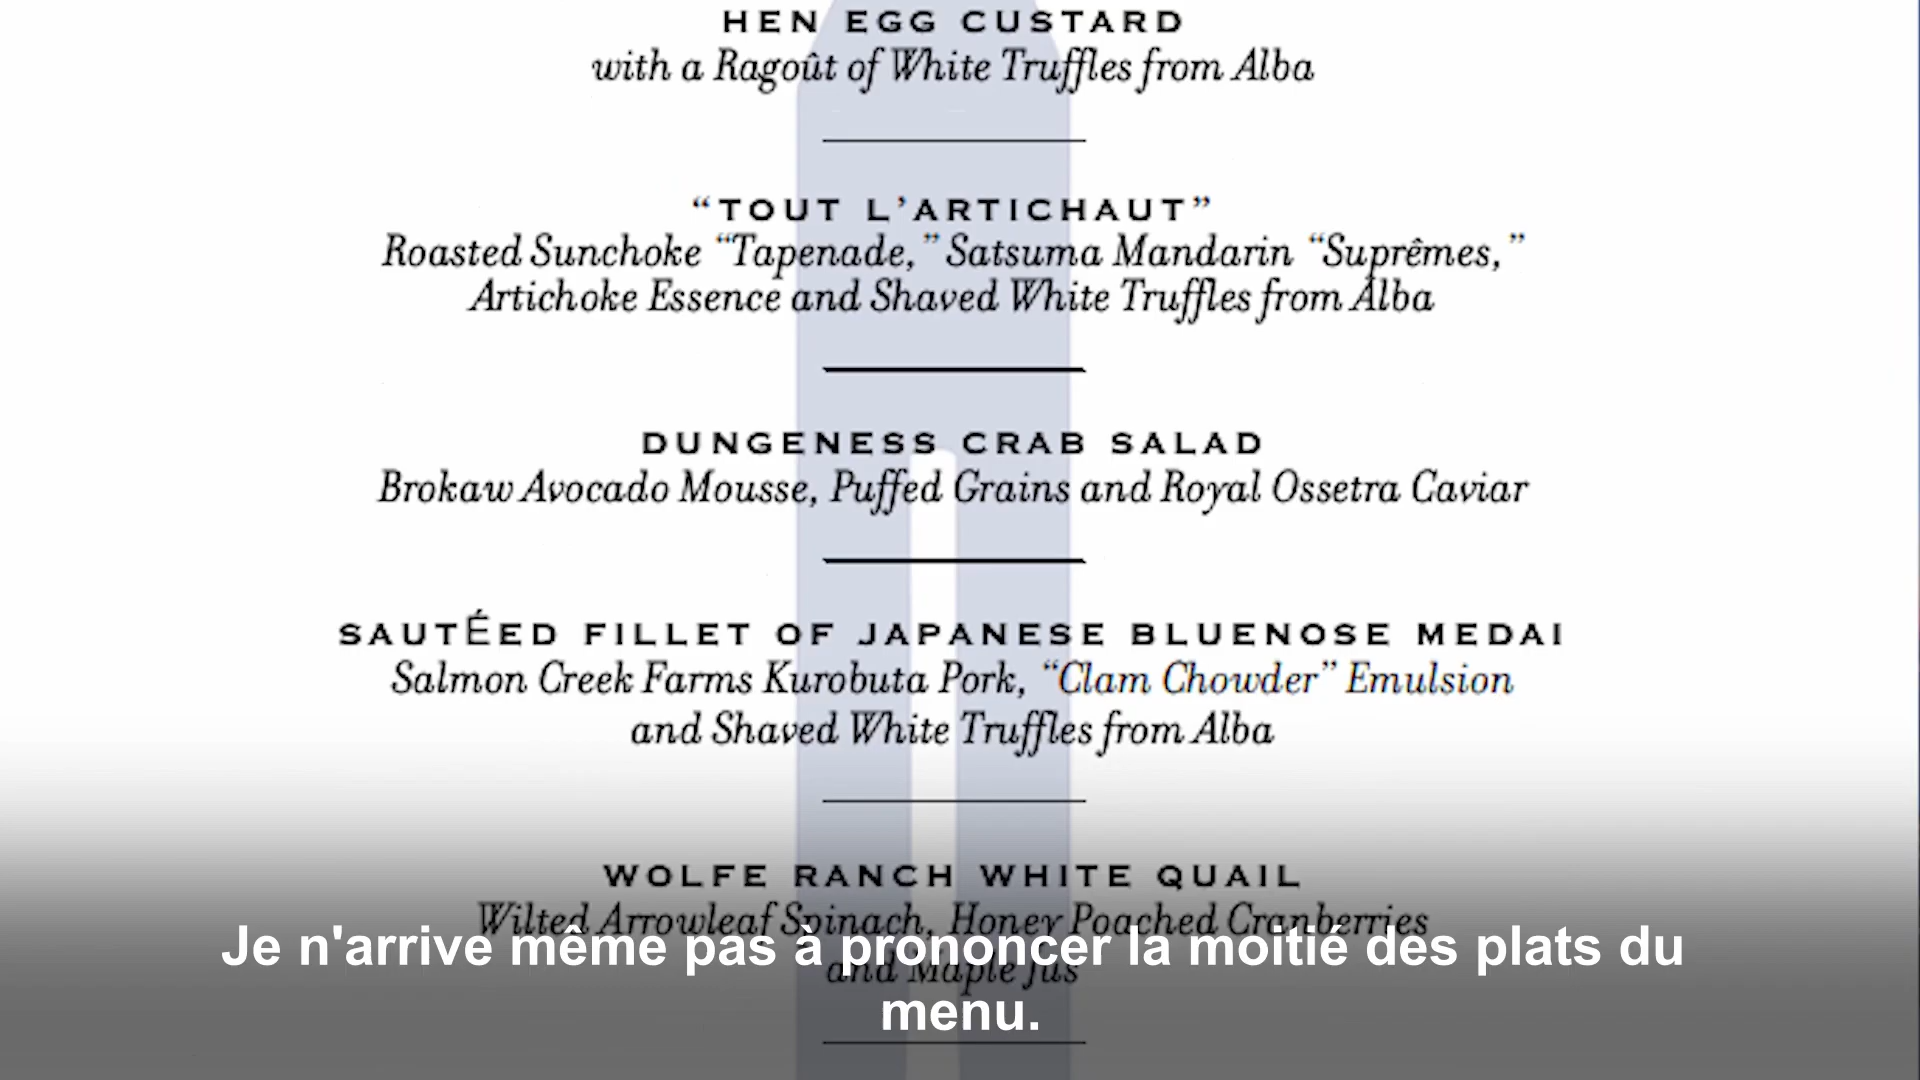 HEN EGG CUSTARD
with a Ragoût of White Truffles from Alba
“TOUT L’ARTICHAUT”
Roasted Sunchoke “Tapenade,” Satsuma Mandarin “Suprêmes,”
Artichoke Essence and Shaved White Truffles from Alba
DUNGENESS CRAB SALAD
Brokaw Avocado Mousse, Puffed Grains and Royal Ossetra Caviar
SAUTÉED FILLET OF JAPANESE BLUENOSE MEDAI
Salmon Creek Farms Kurobuta Pork, “Clam Chowder” Emulsion
and Shaved White Truffles from Alba
WOLFE RANCH WHITE QUAIL
Wilted Arrowleaf Spinach, Honey Poached Cranberries
and Maple Jus
Je n'arrive même pas à prononcer la moitié des plats du
menu.